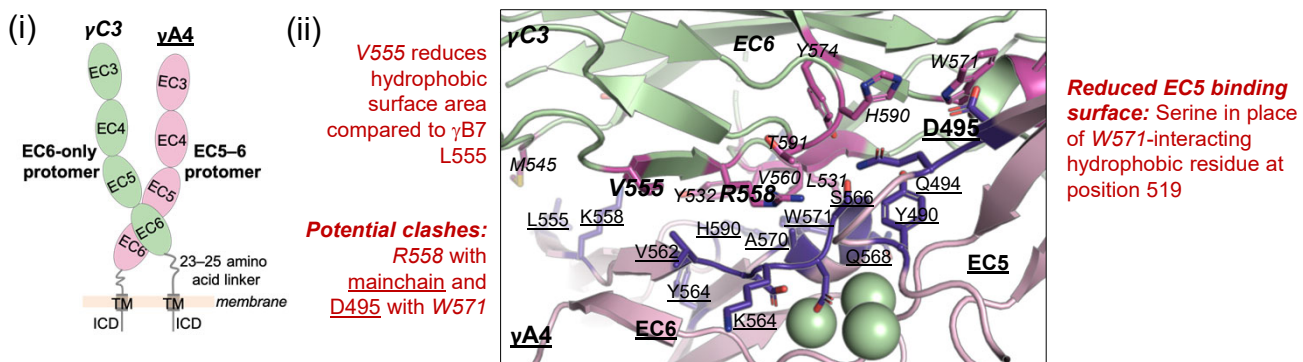 (i)
γC3
γA4
EC3
EC3
EC4
EC4
EC6-only
protomer
EC5–6
protomer
EC5
EC5
EC6
EC6
23–25 amino
acid linker
TM
TM
membrane
ICD
ICD
(ii)
V555 reduces
hydrophobic
surface area
compared to γB7
L555
Potential clashes:
R558 with
mainchain and
D495 with W571
γC3
EC6
Y574
W571
H590
D495
T591
M545
V555
Y532
R558
V560
L531
S566
Q494
L555
K558
H590
W571
Y490
V562
A570
Q568
EC5
Y564
K564
γA4
EC6
Reduced EC5 binding
surface: Serine in place
of W571-interacting
hydrophobic residue at
position 519